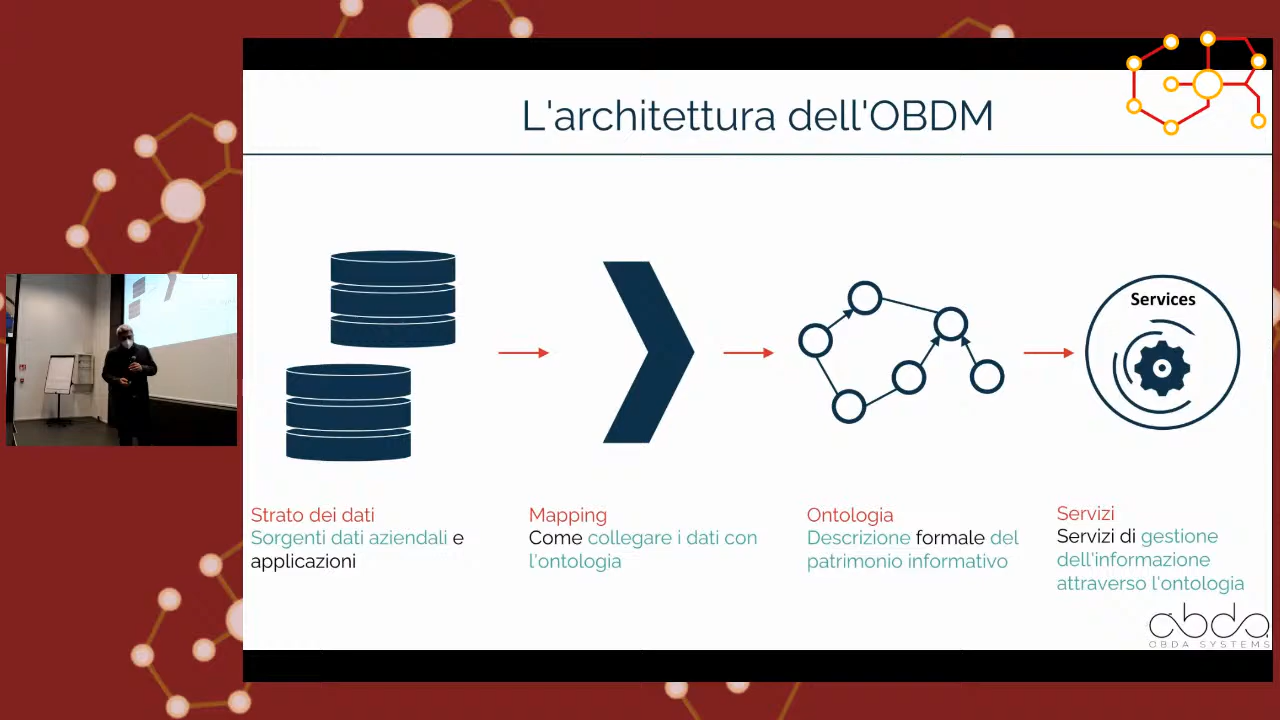 L'architettura dell'OBDM
Services
Strato dei dati
Sorgenti dati aziendali e
applicazioni
Mapping
Come collegare i dati con
l'ontologia
Ontologia
Descrizione formale del
patrimonio informativo
Servizi
Servizi di gestione
dell'informazione
attraverso l'ontologia
obda
OBDA SYSTEMS